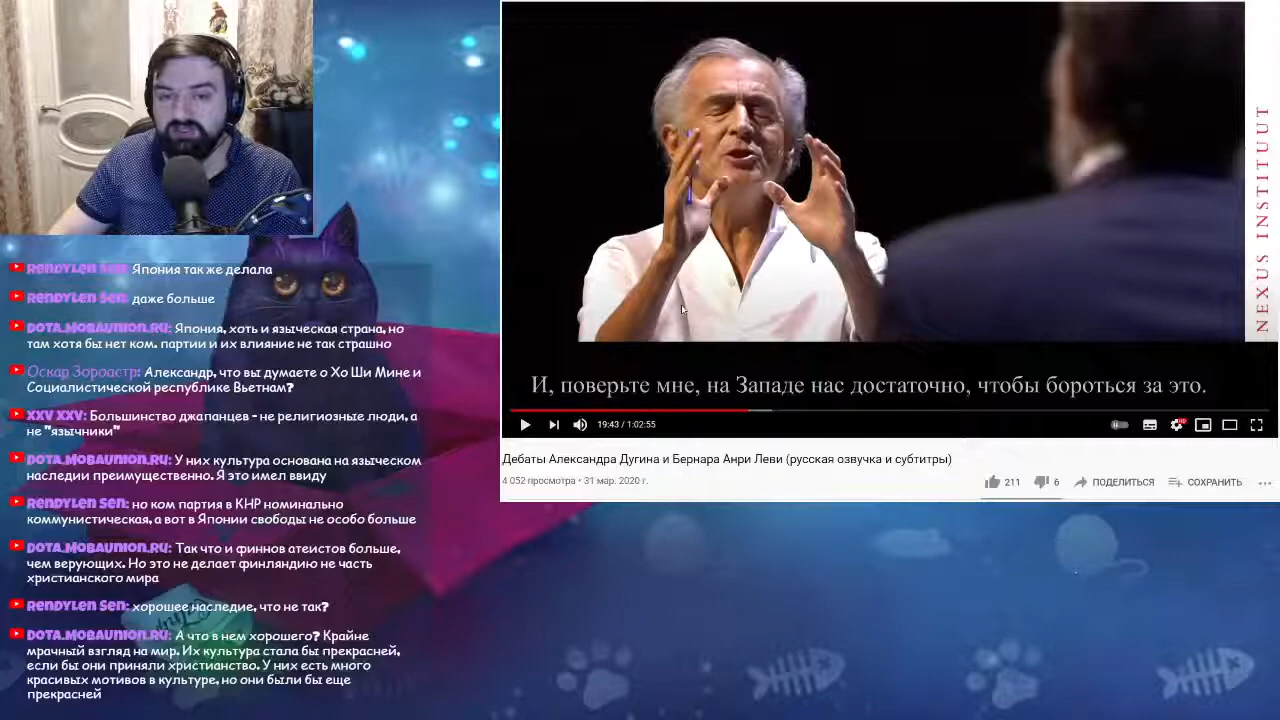 Rendylen Sen: Япония так же делала
Rendylen Sen: даже больше
DOTA.MOBAUNION.RU: Япония, хоть и языческая страна, но
там хотя бы нет ком. партии и их влияние не так страшно
Оскар Зороастр: Александр, что вы думаете о Хо Ши Мине и
Социалистической республике Вьетнам?
XXV XXV: Большинство джапанцев - не религиозные люди, а
не "язычники"
DOTA.MOBAUNION.RU: У них культура основана на языческом
наследии преимущественно. Я это имел ввиду
Rendylen Sen: но ком партия в КНР номинально
коммунистическая, а вот в Японии свободы не особо больше
DOTA.MOBAUNION.RU: Так что и финнов атеистов больше,
чем верующих. Но это не делает финляндию не часть
христианского мира
Rendylen Sen: хорошее наследие, что не так?
DOTA.MOBAUNION.RU: А что в нем хорошего? Крайне
мрачный взгляд на мир. Их культура стала бы прекрасней,
если бы они приняли христианство. У них есть много
красивых мотивов в культуре, но они были бы еще
прекрасней
NEXUS INSTITUUT
И, поверьте мне, на Западе нас достаточно, чтобы бороться за это.
19:43 / 1:02:55
HD
Дебаты Александра Дугина и Бернара Анри Леви (русская озвучка и субтитры)
4 052 просмотра • 31 мар. 2020 г.
211
6
ПОДЕЛИТЬСЯ
СОХРАНИТЬ